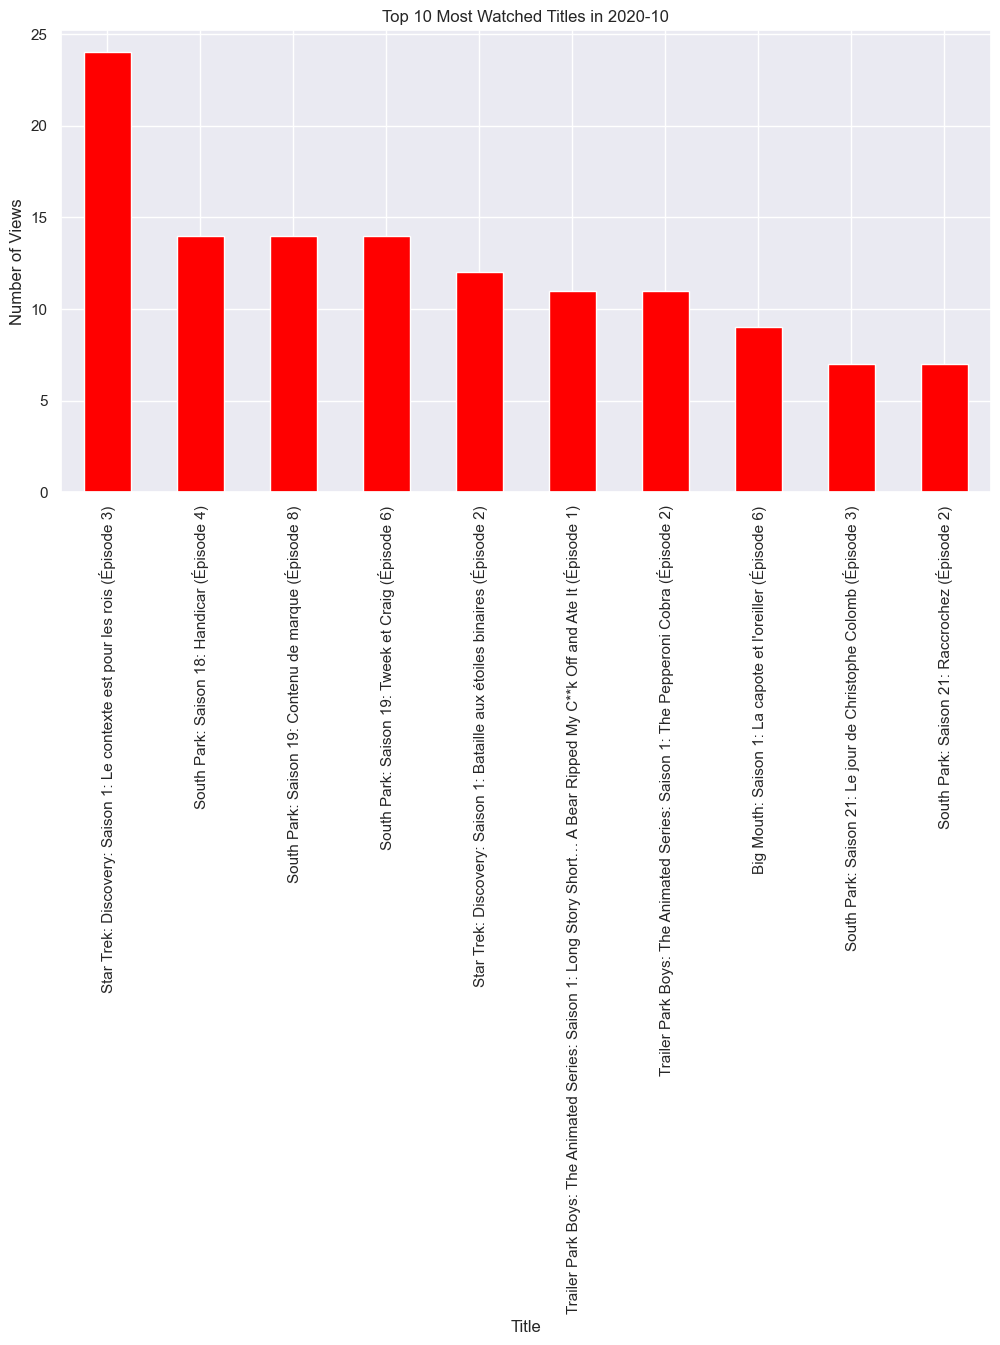 Top 10 Most Watched Titles in 2020-10
Number of Views
25
20
15
10
5
0
Star Trek: Discovery: Saison 1: Le contexte est pour les rois (Épisode 3)
South Park: Saison 18: Handicar (Épisode 4)
South Park: Saison 19: Contenu de marque (Épisode 8)
South Park: Saison 19: Tweek et Craig (Épisode 6)
Star Trek: Discovery: Saison 1: Bataille aux étoiles binaires (Épisode 2)
Trailer Park Boys: The Animated Series: Saison 1: Long Story Short... A Bear Ripped My C**k Off and Ate It (Épisode 1)
Trailer Park Boys: The Animated Series: Saison 1: The Pepperoni Cobra (Épisode 2)
Big Mouth: Saison 1: La capote et l'oreiller (Épisode 6)
South Park: Saison 21: Le jour de Christophe Colomb (Épisode 3)
South Park: Saison 21: Raccrochez (Épisode 2)
Title